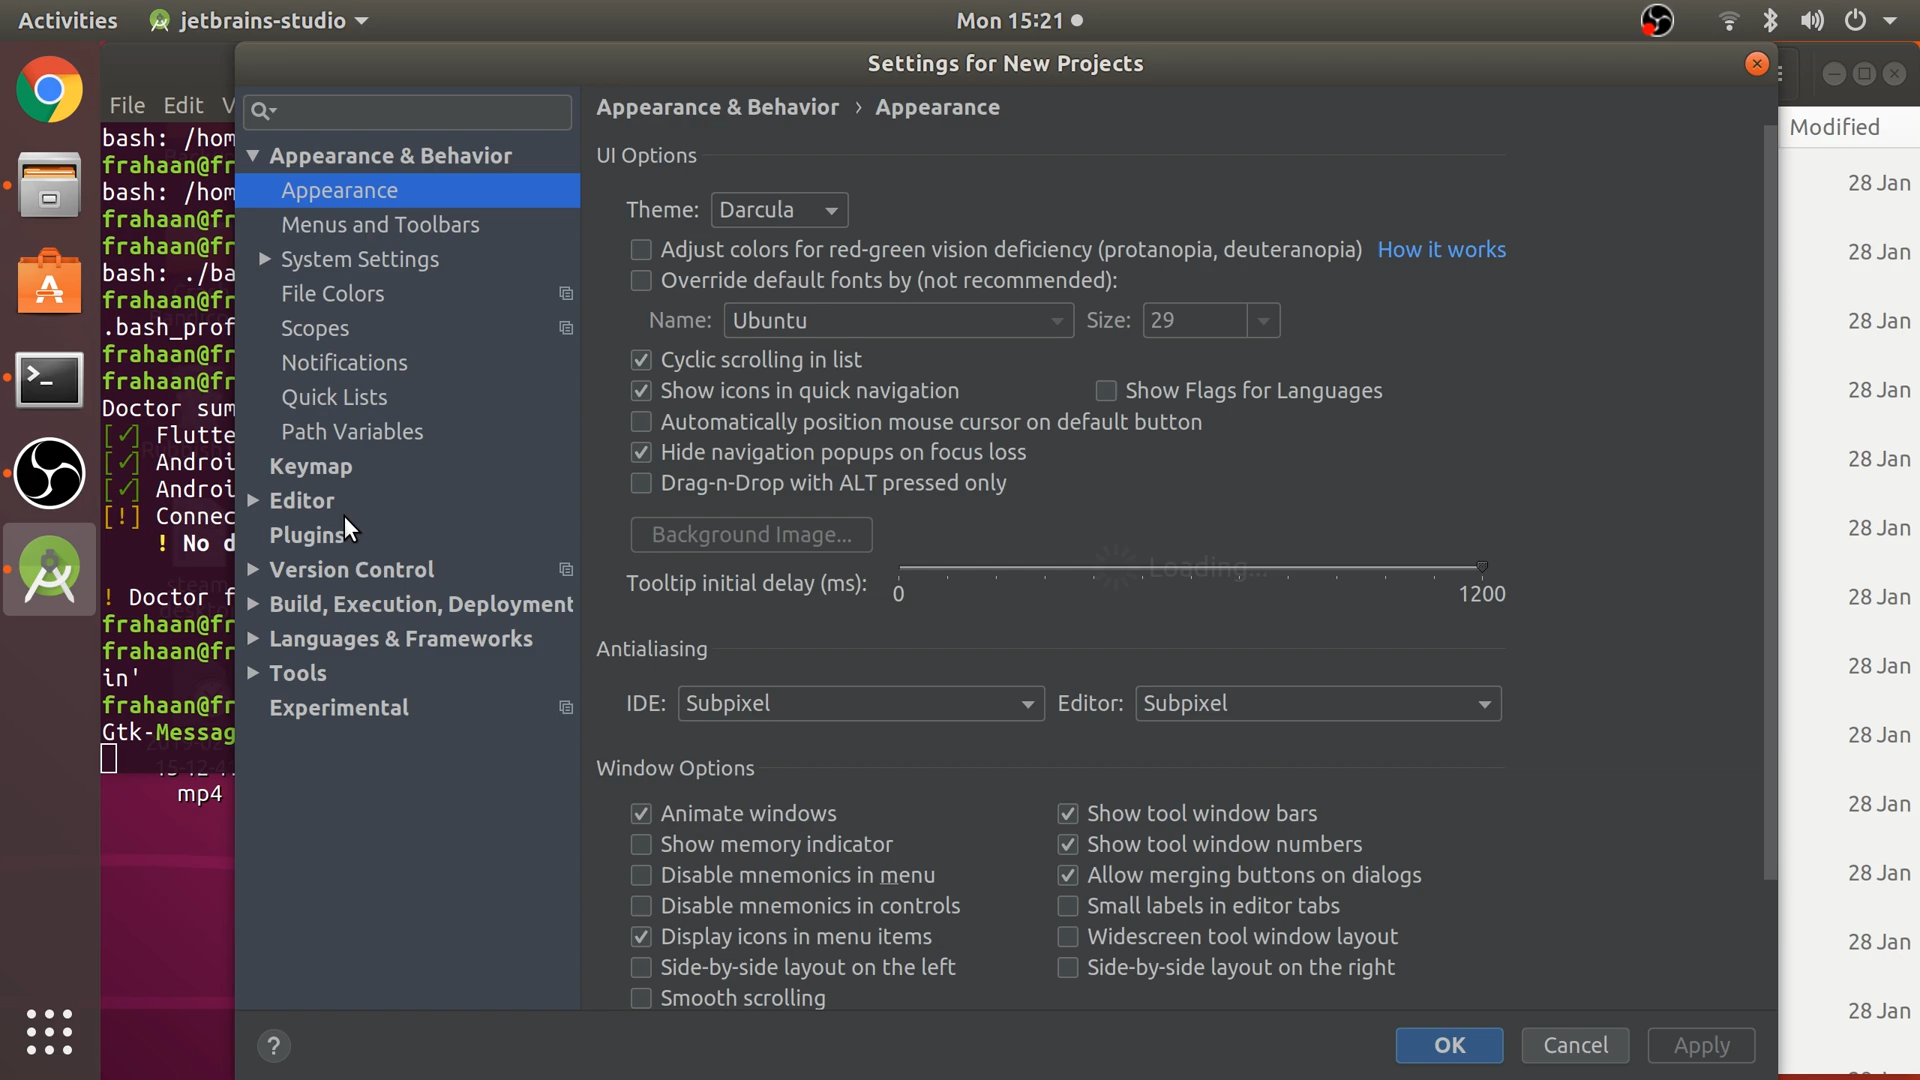 Activities jetbrains-studio Mon 15:21
Settings for New Projects
File Edit V
Modified
Appearance & Behavior
Appearance
Menus and Toolbars
System Settings
File Colors
Scopes
Notifications
Quick Lists
Path Variables
Keymap
Editor
Plugins
Version Control
Build, Execution, Deployment
Languages & Frameworks
Tools
Experimental
Appearance & Behavior › Appearance
UI Options
Theme: Darcula
Adjust colors for red-green vision deficiency (protanopia, deuteranopia) How it works
Override default fonts by (not recommended):
Name: Ubuntu Size: 29
Cyclic scrolling in list
Show icons in quick navigation Show Flags for Languages
Automatically position mouse cursor on default button
Hide navigation popups on focus loss
Drag-n-Drop with ALT pressed only
Background Image...
Loading...
Tooltip initial delay (ms): 0 1200
Antialiasing
IDE: Subpixel Editor: Subpixel
Window Options
Animate windows Show tool window bars
Show memory indicator Show tool window numbers
Disable mnemonics in menu Allow merging buttons on dialogs
Disable mnemonics in controls Small labels in editor tabs
Display icons in menu items Widescreen tool window layout
Side-by-side layout on the left Side-by-side layout on the right
Smooth scrolling
? OK Cancel Apply
bash: /hom
frahaan@fr
bash: /hom
frahaan@fr
frahaan@fr
bash: ./ba
frahaan@fr
.bash_prof
frahaan@fr
frahaan@fr
Doctor sum
[✓] Flutte
[✓] Androi
[✓] Androi
[!] Connec
! No d
! Doctor f
frahaan@fr
frahaan@fr
in'
frahaan@fr
Gtk-Messag
mp4
28 Jan
28 Jan
28 Jan
28 Jan
28 Jan
28 Jan
28 Jan
28 Jan
28 Jan
28 Jan
28 Jan
28 Jan
28 Jan